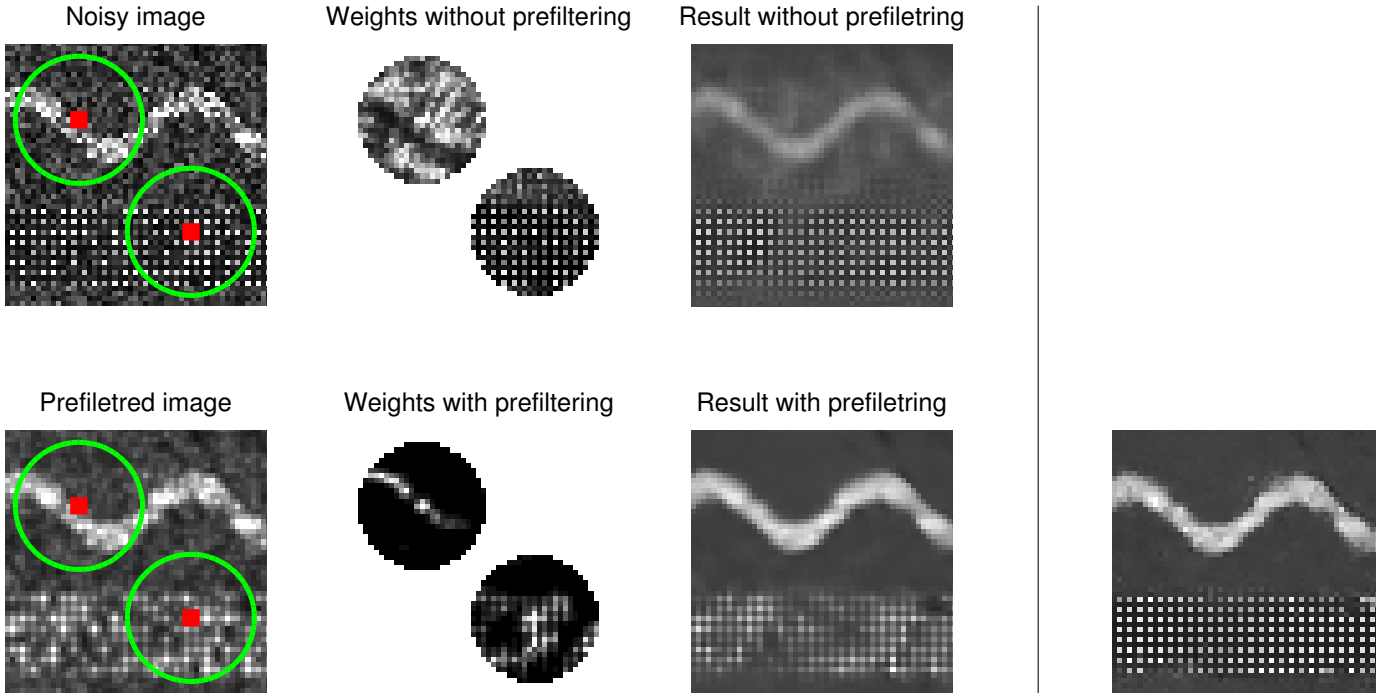 Noisy image
Weights without prefiltering
Result without prefiletring
Prefiletred image
Weights with prefiltering
Result with prefiletring